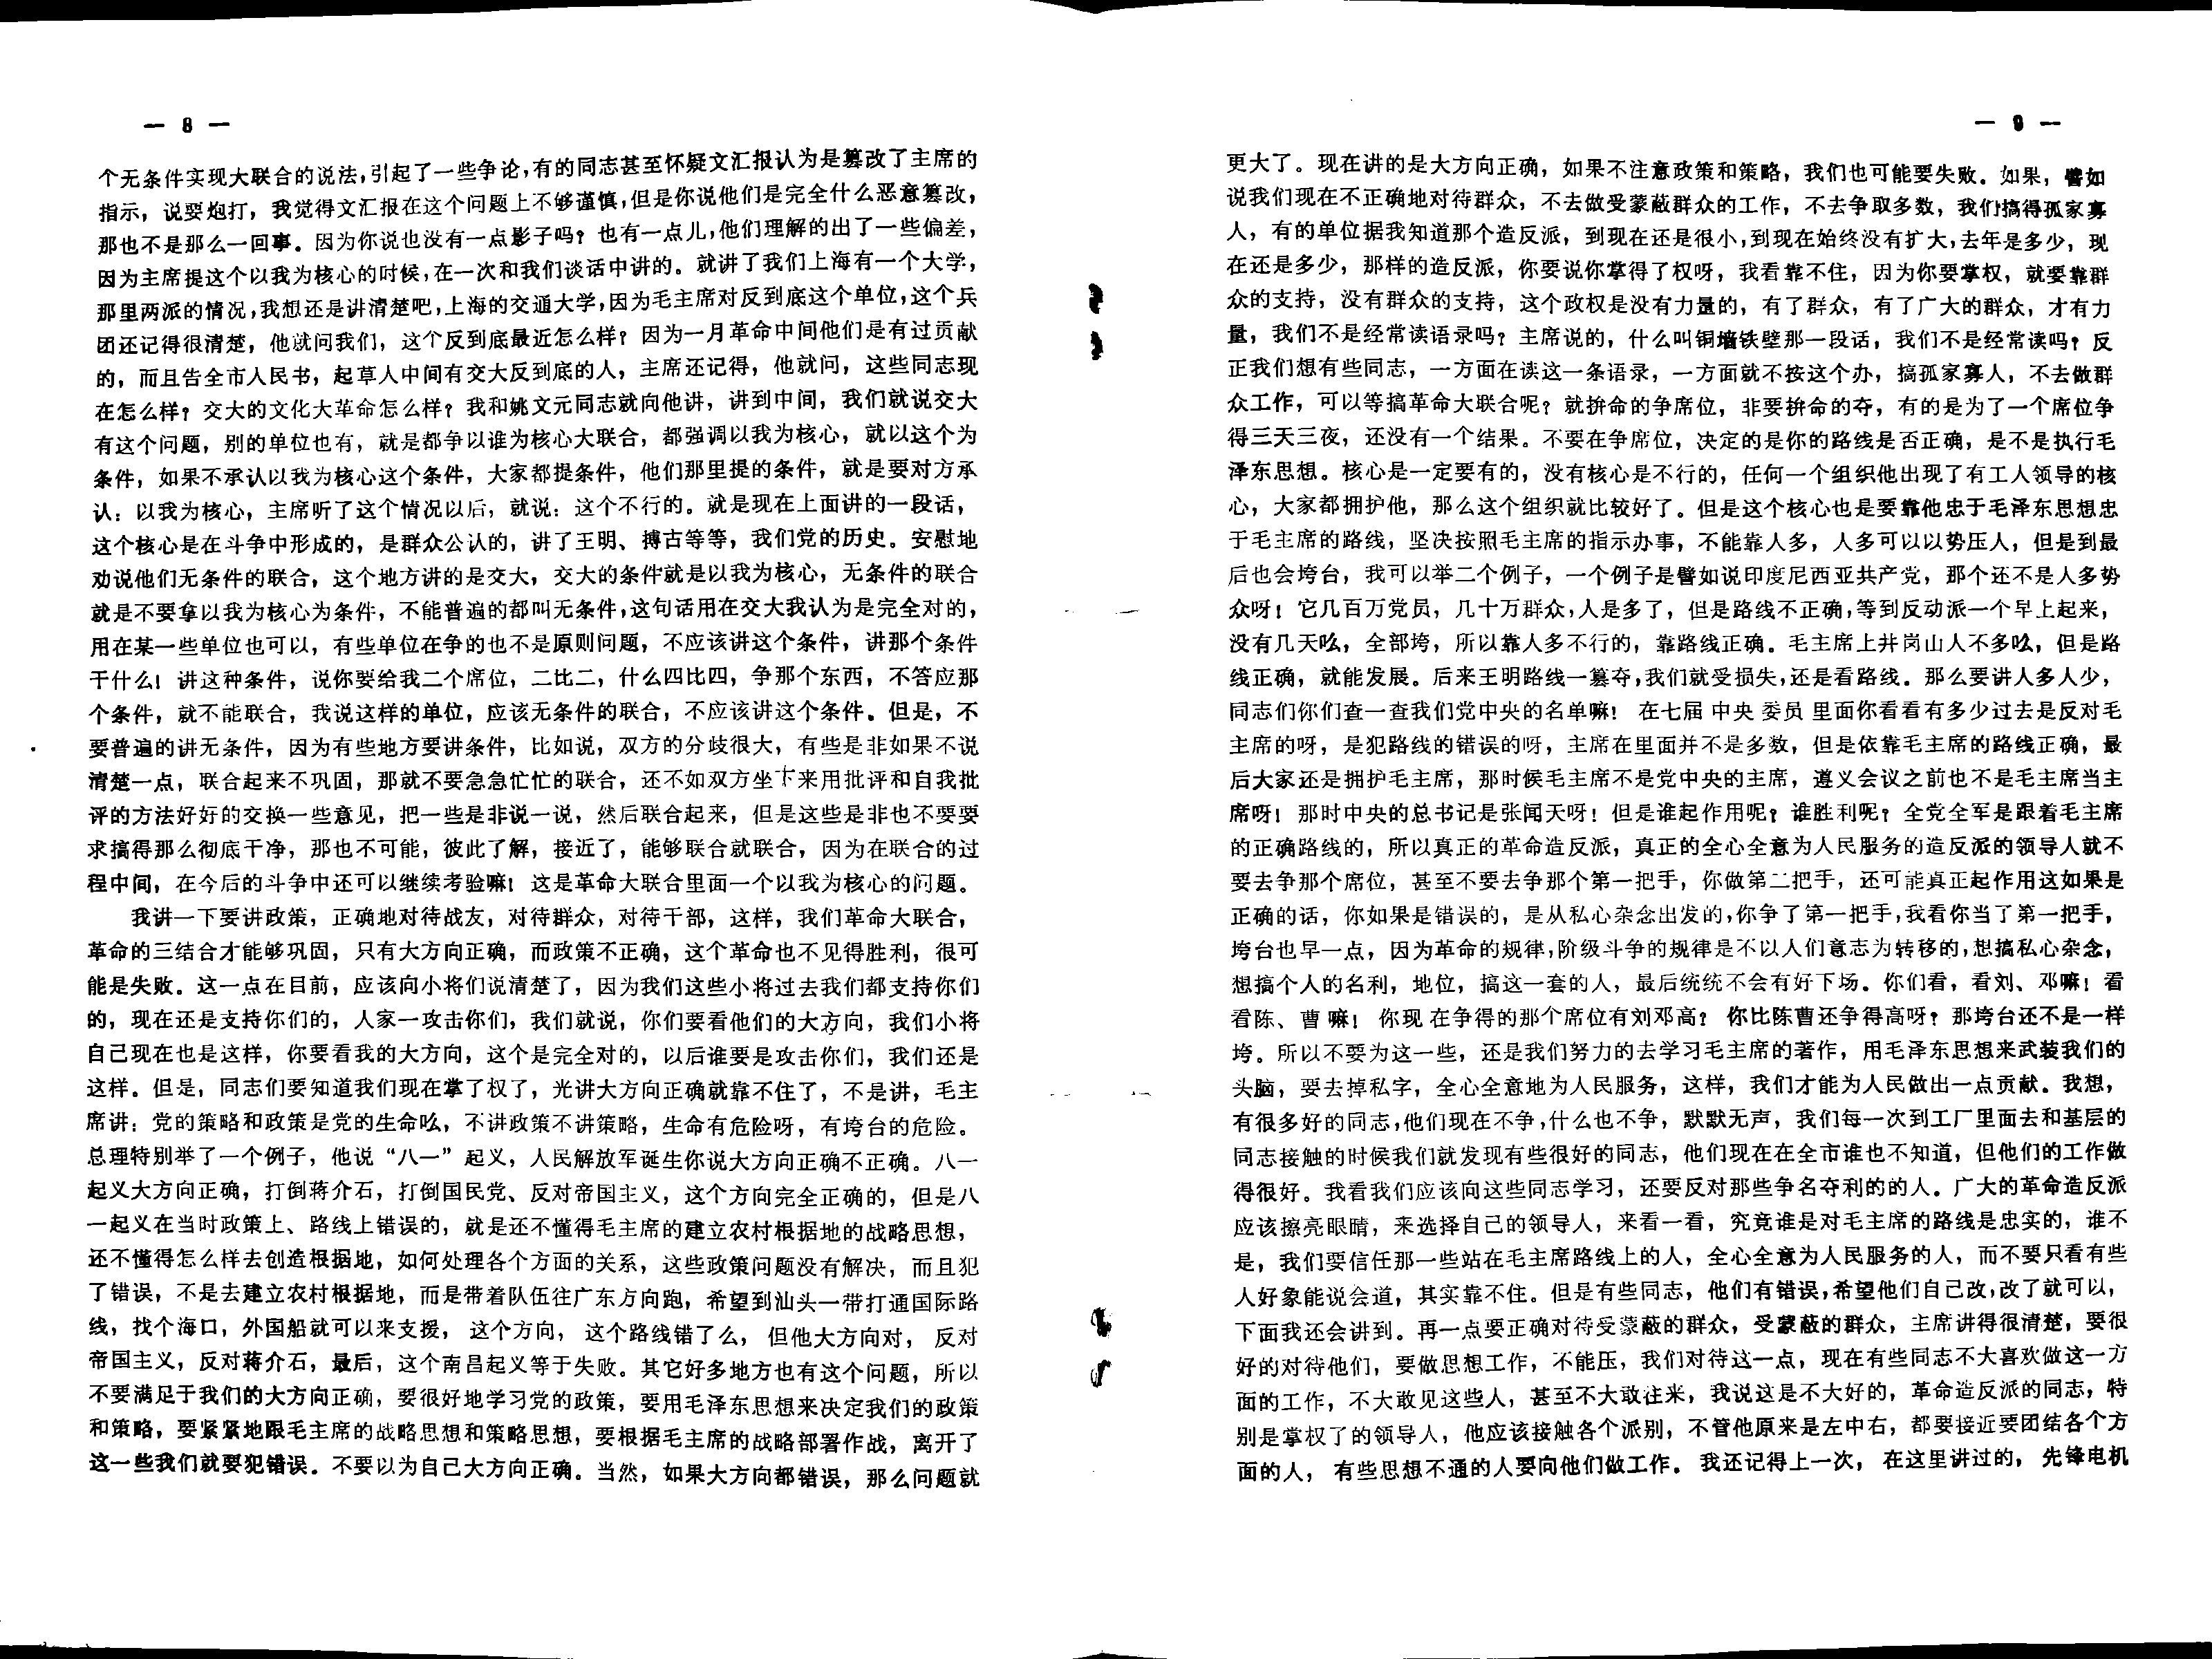 — 8 —
个无条件实现大联合的说法，引起了一些争论，有的同志甚至怀疑文汇报认为是篡改了主席的
指示，说要炮打，我觉得文汇报在这个问题上不够谨慎，但是你说他们是完全什么恶意篡改，
那也不是那么一回事。因为你说也没有一点影子吗？也有一点儿，他们理解的出了一些偏差，
因为主席提这个以我为核心的时候，在一次和我们谈话中讲的。就讲了我们上海有一个大学，
那里两派的情况，我想还是讲清楚吧，上海的交通大学，因为毛主席对反到底这个单位，这个兵
团还记得很清楚，他就问我们，这个反到底最近怎么样？因为一月革命中间他们是有过贡献
的，而且告全市人民书，起草人中间有交大反到底的人，主席还记得，他就问，这些同志现
在怎么样？交大的文化大革命怎么样？我和姚文元同志就向他讲，讲到中间，我们就说交大
有这个问题，别的单位也有，就是都争以谁为核心大联合，都强调以我为核心，就以这个为
条件，如果不承认以我为核心这个条件，大家都提条件，他们那里提的条件，就是要对方承
认：以我为核心，主席听了这个情况以后，就说：这个不行的。就是现在上面讲的一段话，
这个核心是在斗争中形成的，是群众公认的，讲了王明、搏古等等，我们党的历史。安慰地
劝说他们无条件的联合，这个地方讲的是交大，交大的条件就是以我为核心，无条件的联合
就是不要拿以我为核心为条件，不能普遍的都叫无条件，这句话用在交大我认为是完全对的，
用在某一些单位也可以，有些单位在争的也不是原则问题，不应该讲这个条件，讲那个条件
干什么！讲这种条件，说你要给我二个席位，二比二，什么四比四，争那个东西，不答应那
个条件，就不能联合，我说这样的单位，应该无条件的联合，不应该讲这个条件。但是，不
要普遍的讲无条件，因为有些地方要讲条件，比如说，双方的分歧很大，有些是非如果不说
清楚一点，联合起来不巩固，那就不要急急忙忙的联合，还不如双方坐下来用批评和自我批
评的方法好好的交换一些意见，把一些是非说一说，然后联合起来，但是这些是非也不要要
求搞得那么彻底干净，那也不可能，彼此了解，接近了，能够联合就联合，因为在联合的过
程中间，在今后的斗争中还可以继续考验嘛！这是革命大联合里面一个以我为核心的问题。
我讲一下要讲政策，正确地对待战友，对待群众，对待干部，这样，我们革命大联合，
革命的三结合才能够巩固，只有大方向正确，而政策不正确，这个革命也不见得胜利，很可
能是失败。这一点在目前，应该向小将们说清楚了，因为我们这些小将过去我们都支持你们
的，现在还是支持你们的，人家一攻击你们，我们就说，你们要看他们的大方向，我们小将
自己现在也是这样，你要看我的大方向，这个是完全对的，以后谁要是攻击你们，我们还是
这样。但是，同志们要知道我们现在掌了权了，光讲大方向正确就靠不住了，不是讲，毛主
席讲：党的策略和政策是党的生命吆，不讲政策不讲策略，生命有危险呀，有垮台的危险。
总理特别举了一个例子，他说“八一”起义，人民解放军诞生你说大方向正确不正确。八一
起义大方向正确，打倒蒋介石，打倒国民党、反对帝国主义，这个方向完全正确的，但是八
一起义在当时政策上、路线上错误的，就是还不懂得毛主席的建立农村根据地的战略思想，
还不懂得怎么样去创造根据地，如何处理各个方面的关系，这些政策问题没有解决，而且犯
了错误，不是去建立农村根据地，而是带着队伍往广东方向跑，希望到汕头一带打通国际路
线，找个海口，外国船就可以来支援，这个方向，这个路线错了么，但他大方向对，反对
帝国主义，反对蒋介石，最后，这个南昌起义等于失败。其它好多地方也有这个问题，所以
不要满足于我们的大方向正确，要很好地学习党的政策，要用毛泽东思想来决定我们的政策
和策略，要紧紧地跟毛主席的战略思想和策略思想，要根据毛主席的战略部署作战，离开了
这一些我们就要犯错误。不要以为自己大方向正确。当然，如果大方向都错误，那么问题就
— 9 —
更大了。现在讲的是大方向正确，如果不注意政策和策略，我们也可能要失败。如果，譬如
说我们现在不正确地对待群众，不去做受蒙蔽群众的工作，不去争取多数，我们搞得孤家寡
人，有的单位据我知道那个造反派，到现在还是很小，到现在始终没有扩大，去年是多少，现
在还是多少，那样的造反派，你要说你掌得了权呀，我看靠不住，因为你要掌权，就要靠群
众的支持，没有群众的支持，这个政权是没有力量的，有了群众，有了广大的群众，才有力
量，我们不是经常读语录吗？主席说的，什么叫铜墙铁壁那一段话，我们不是经常读吗？反
正我们想有些同志，一方面在读这一条语录，一方面就不按这个办，搞孤家寡人，不去做群
众工作，可以等搞革命大联合呢？就拚命的争席位，非要拚命的夺，有的是为了一个席位争
得三天三夜，还没有一个结果。不要在争席位，决定的是你的路线是否正确，是不是执行毛
泽东思想。核心是一定要有的，没有核心是不行的，任何一个组织他出现了有工人领导的核
心，大家都拥护他，那么这个组织就比较好了。但是这个核心也是要靠他忠于毛泽东思想忠
于毛主席的路线，坚决按照毛主席的指示办事，不能靠人多，人多可以以势压人，但是到最
后也会垮台，我可以举二个例子，一个例子是譬如说印度尼西亚共产党，那个还不是人多势
众呀！它几百万党员，几十万群众，人是多了，但是路线不正确，等到反动派一个早上起来，
没有几天吆，全部垮，所以靠人多不行的，靠路线正确。毛主席上井岗山人不多吆，但是路
线正确，就能发展。后来王明路线一篡夺，我们就受损失，还是看路线。那么要讲人多人少，
同志们你们查一查我们党中央的名单嘛！在七届中央委员里面你看看有多少过去是反对毛
主席的呀，是犯路线的错误的呀，主席在里面并不是多数，但是依靠毛主席的路线正确，最
后大家还是拥护毛主席，那时候毛主席不是党中央的主席，遵义会议之前也不是毛主席当主
席呀！那时中央的总书记是张闻天呀！但是谁起作用呢？谁胜利呢？全党全军是跟着毛主席
的正确路线的，所以真正的革命造反派，真正的全心全意为人民服务的造反派的领导人就不
要去争那个席位，甚至不要去争那个第一把手，你做第二把手，还可能真正起作用这如果是
正确的话，你如果是错误的，是从私心杂念出发的，你争了第一把手，我看你当了第一把手，
垮台也早一点，因为革命的规律，阶级斗争的规律是不以人们意志为转移的，想搞私心杂念，
想搞个人的名利，地位，搞这一套的人，最后统统不会有好下场。你们看，看刘、邓嘛！看
看陈、曹嘛！你现在争得的那个席位有刘邓高？你比陈曹还争得高呀？那垮台还不是一样
垮。所以不要为这一些，还是我们努力的去学习毛主席的著作，用毛泽东思想来武装我们的
头脑，要去掉私字，全心全意地为人民服务，这样，我们才能为人民做出一点贡献。我想，
有很多好的同志，他们现在不争，什么也不争，默默无声，我们每一次到工厂里面去和基层的
同志接触的时候我们就发现有些很好的同志，他们现在在全市谁也不知道，但他们的工作做
得很好。我看我们应该向这些同志学习，还要反对那些争名夺利的的人。广大的革命造反派
应该擦亮眼睛，来选择自己的领导人，来看一看，究竟谁是对毛主席的路线是忠实的，谁不
是，我们要信任那一些站在毛主席路线上的人，全心全意为人民服务的人，而不要只看有些
人好象能说会道，其实靠不住。但是有些同志，他们有错误，希望他们自己改，改了就可以，
下面我还会讲到。再一点要正确对待受蒙蔽的群众，受蒙蔽的群众，主席讲得很清楚，要很
好的对待他们，要做思想工作，不能压，我们对待这一点，现在有些同志不大喜欢做这一方
面的工作，不大敢见这些人，甚至不大敢往来，我说这是不大好的，革命造反派的同志，特
别是掌权了的领导人，他应该接触各个派别，不管他原来是左中右，都要接近要团结各个方
面的人，有些思想不通的人要向他们做工作。我还记得上一次，在这里讲过的，先锋电机